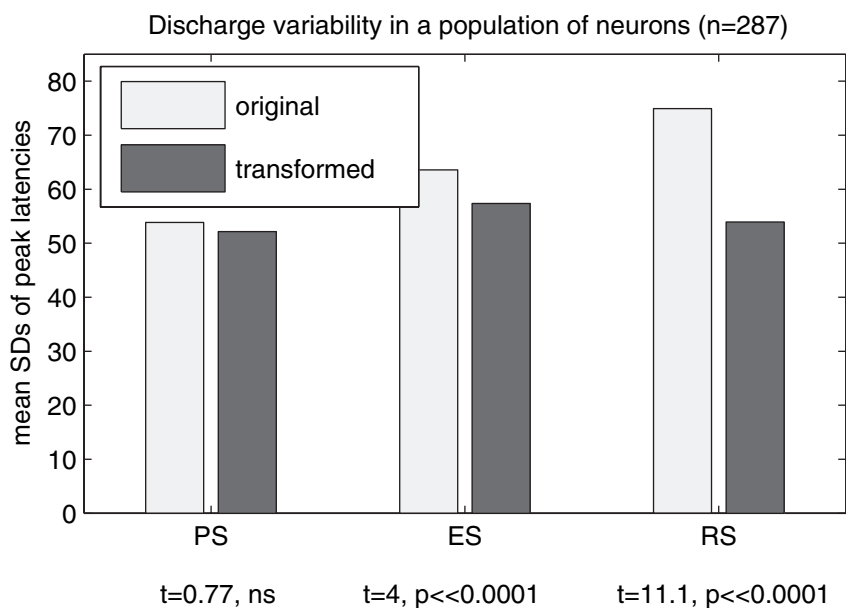 Discharge variability in a population of neurons (n=287)
mean SDs of peak latencies
80
70
60
50
40
30
20
10
0
original
transformed
PS ES RS
t=0.77, ns t=4, p<<0.0001 t=11.1, p<<0.0001